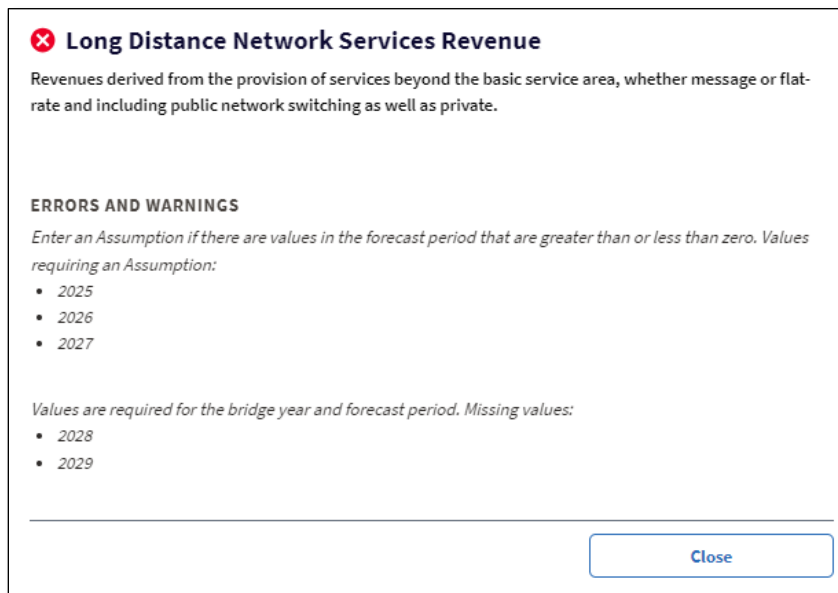 Long Distance Network Services Revenue
Revenues derived from the provision of services beyond the basic service area, whether message or flat-
rate and including public network switching as well as private.
ERRORS AND WARNINGS
Enter an Assumption if there are values in the forecast period that are greater than or less than zero. Values
requiring an Assumption:
• 2025
• 2026
• 2027
Values are required for the bridge year and forecast period. Missing values:
• 2028
• 2029
Close